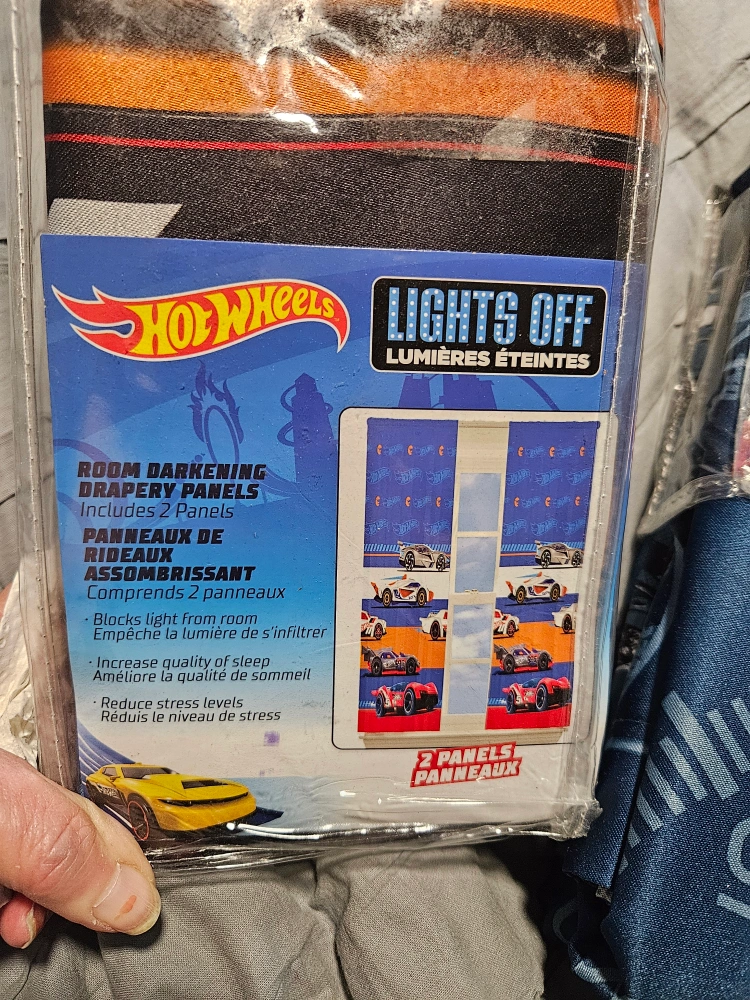 HOT WHEELS
LIGHTS OFF
LUMIÈRES ÉTEINTES
ROOM DARKENING
DRAPERY PANELS
Includes 2 Panels
PANNEAUX DE
RIDEAUX
ASSOMBRISSANT
Comprends 2 panneaux
· Blocks light from room
Empêche la lumière de s'infiltrer
· Increase quality of sleep
Améliore la qualité de sommeil
· Reduce stress levels
Réduis le niveau de stress
2 PANELS
PANNEAUX